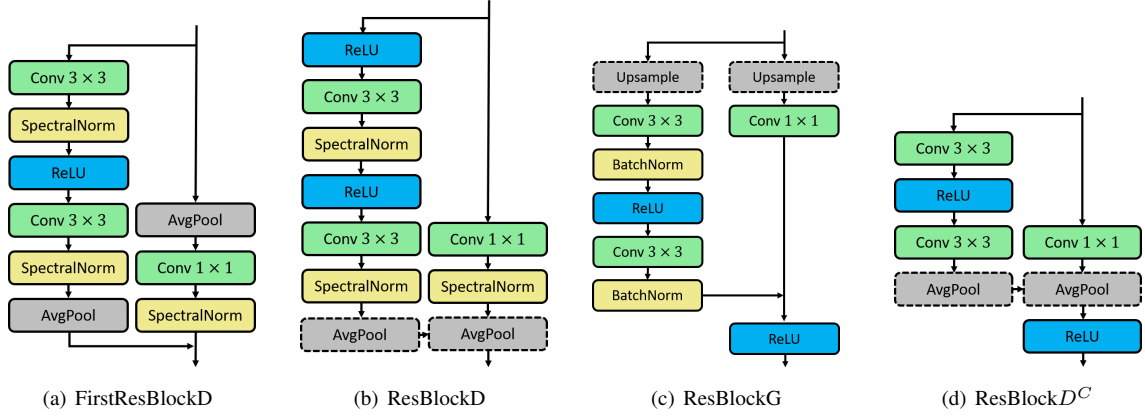 Conv 3 × 3
SpectralNorm
ReLU
Conv 3 × 3
AvgPool
SpectralNorm
Conv 1 × 1
AvgPool
SpectralNorm
(a) FirstResBlockD
ReLU
Conv 3 × 3
SpectralNorm
ReLU
Conv 3 × 3
Conv 1 × 1
SpectralNorm
SpectralNorm
AvgPool
AvgPool
(b) ResBlockD
Upsample
Upsample
Conv 3 × 3
Conv 1 × 1
BatchNorm
ReLU
Conv 3 × 3
BatchNorm
ReLU
(c) ResBlockG
Conv 3 × 3
ReLU
Conv 3 × 3
Conv 1 × 1
AvgPool
AvgPool
ReLU
(d) ResBlockD^C